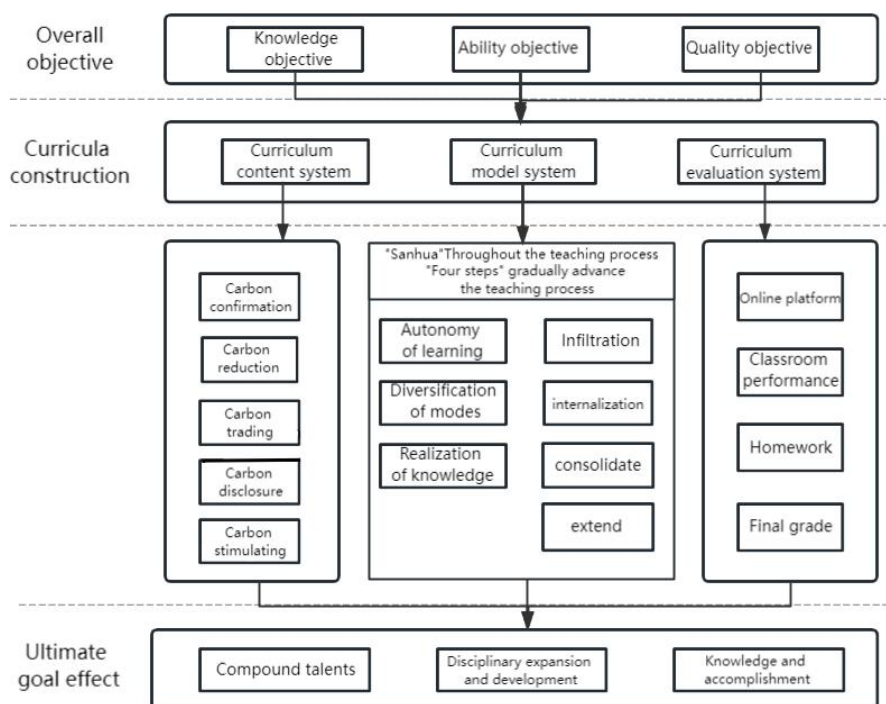 Overall
objective
Knowledge
objective
Ability objective
Quality objective
Curricula
construction
Curriculum
content system
Curriculum
model system
Curriculum
evaluation system
Carbon
confirmation
Carbon
reduction
Carbon
trading
Carbon
disclosure
Carbon
stimulating
"Sanhua"Throughout the teaching process
"Four steps" gradually advance
the teaching process
Autonomy
of learning
Diversification
of modes
Realization
of knowledge
Infiltration
internalization
consolidate
extend
Online platform
Classroom
performance
Homework
Final grade
Ultimate
goal effect
Compound talents
Disciplinary expansion
and development
Knowledge and
accomplishment